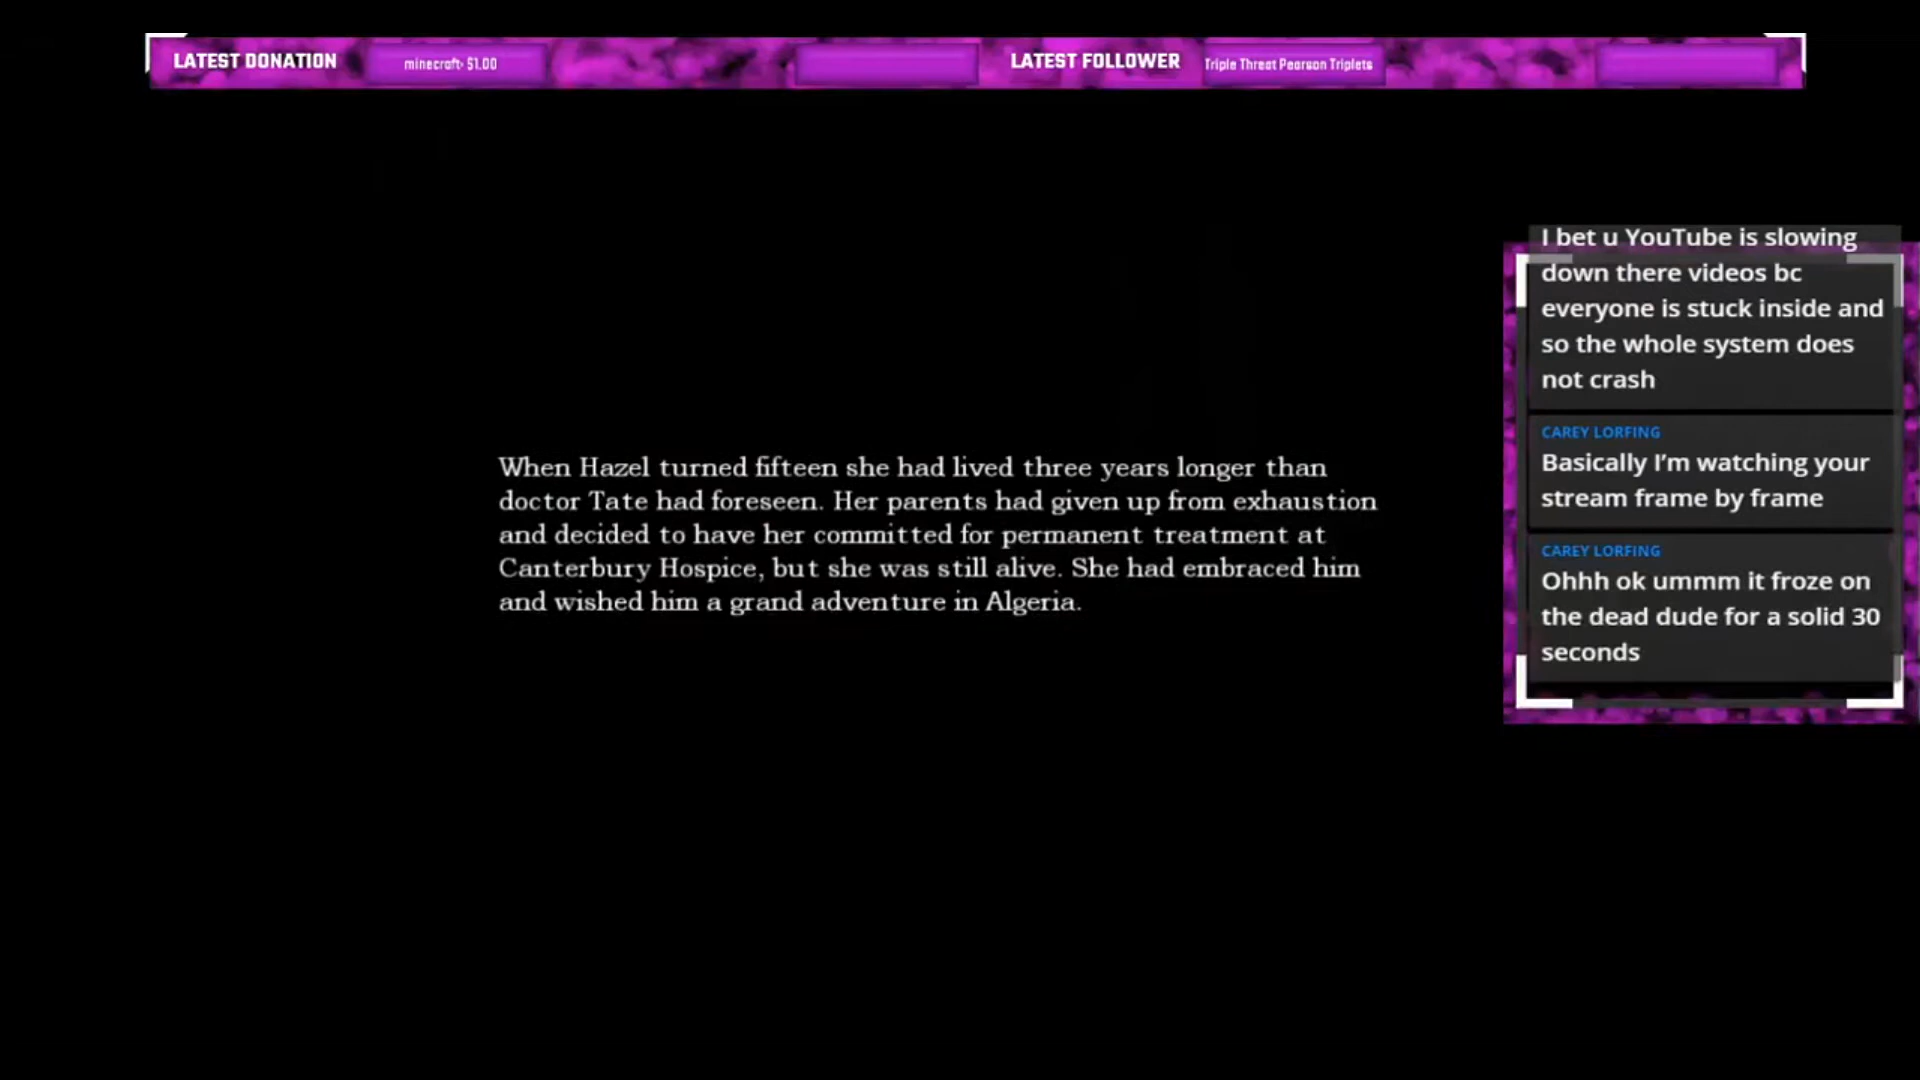 LATEST DONATION
minecraft- $1.00
LATEST FOLLOWER
Triple Threat Pearson Triplets
I bet u YouTube is slowing
down there videos bc
everyone is stuck inside and
so the whole system does
not crash
CAREY LORFING
Basically I’m watching your
stream frame by frame
CAREY LORFING
Ohhh ok ummm it froze on
the dead dude for a solid 30
seconds
When Hazel turned fifteen she had lived three years longer than
doctor Tate had foreseen. Her parents had given up from exhaustion
and decided to have her committed for permanent treatment at
Canterbury Hospice, but she was still alive. She had embraced him
and wished him a grand adventure in Algeria.